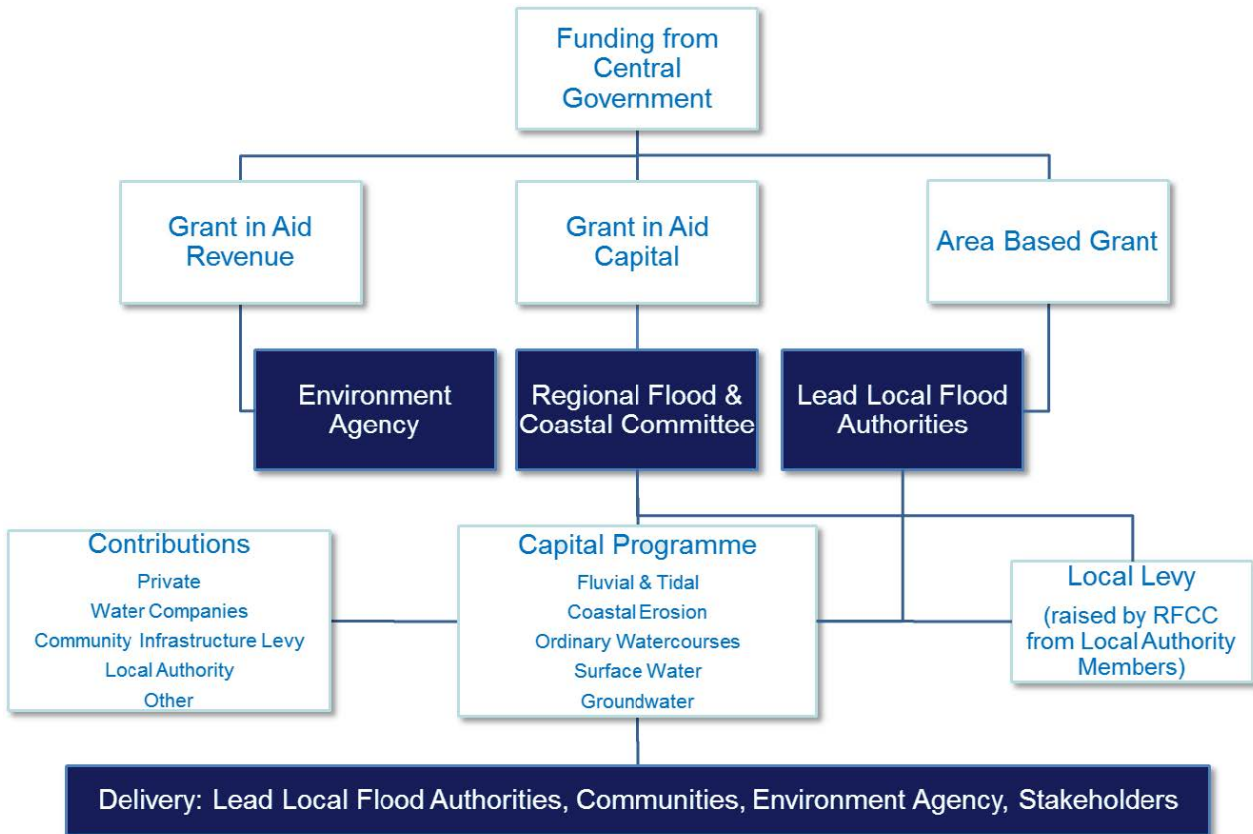 Funding from
Central
Government
Grant in Aid
Revenue
Grant in Aid
Capital
Area Based Grant
Environment
Agency
Regional Flood &
Coastal Committee
Lead Local Flood
Authorities
Contributions
Private
Water Companies
Community Infrastructure Levy
Local Authority
Other
Capital Programme
Fluvial & Tidal
Coastal Erosion
Ordinary Watercourses
Surface Water
Groundwater
Local Levy
(raised by RFCC
from Local Authority
Members)
Delivery: Lead Local Flood Authorities, Communities, Environment Agency, Stakeholders